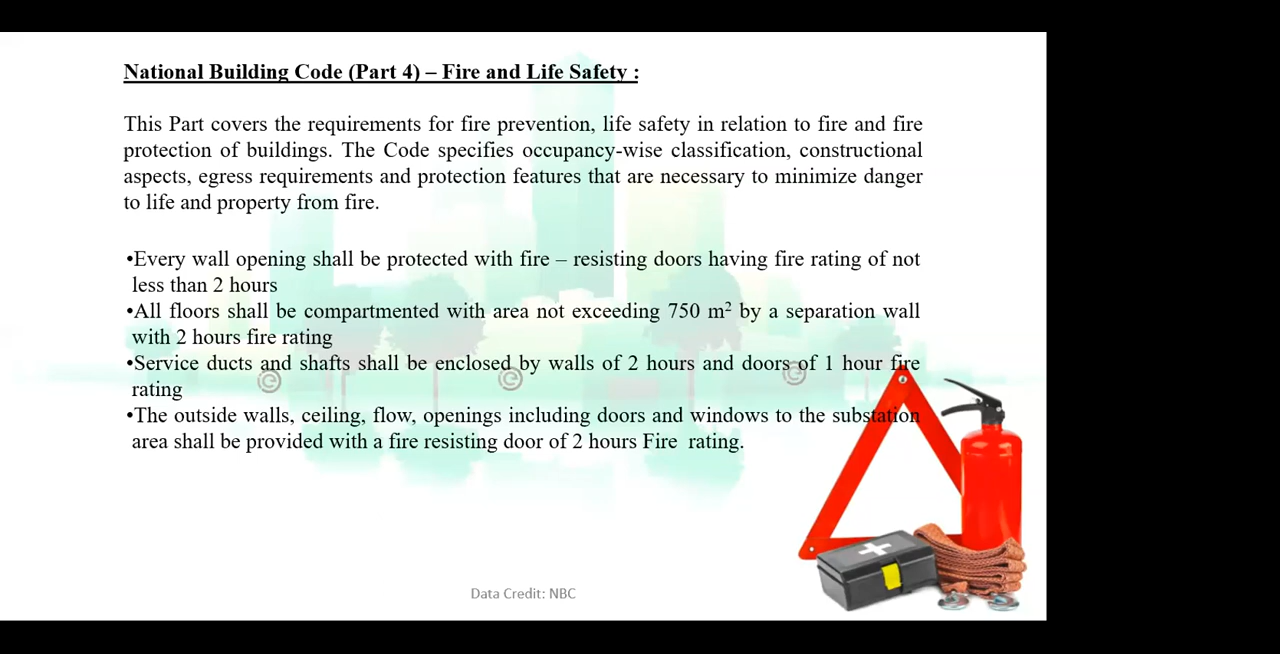 National Building Code (Part 4) – Fire and Life Safety :
This Part covers the requirements for fire prevention, life safety in relation to fire and fire
protection of buildings. The Code specifies occupancy-wise classification, constructional
aspects, egress requirements and protection features that are necessary to minimize danger
to life and property from fire.
•Every wall opening shall be protected with fire – resisting doors having fire rating of not
less than 2 hours
•All floors shall be compartmented with area not exceeding 750 m² by a separation wall
with 2 hours fire rating
•Service ducts and shafts shall be enclosed by walls of 2 hours and doors of 1 hour fire
rating
•The outside walls, ceiling, flow, openings including doors and windows to the substation
area shall be provided with a fire resisting door of 2 hours Fire  rating.
Data Credit: NBC